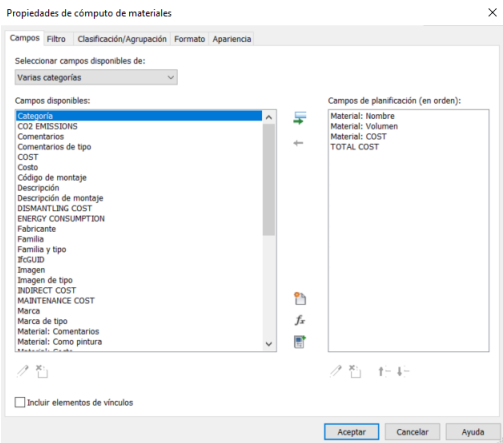 Propiedades de cómputo de materiales
Campos Filtro Clasificación/Agrupación Formato Apariencia
Seleccionar campos disponibles de:
Varias categorías
Campos disponibles:
Categoría
CO2 EMISSIONS
Comentarios
Comentarios de tipo
COST
Costo
Código de montaje
Descripción
Descripción de montaje
DISMANTLING COST
ENERGY CONSUMPTION
Fabricante
Familia
Familia y tipo
IfcGUID
Imagen
Imagen de tipo
INDIRECT COST
MAINTENANCE COST
Marca
Marca de tipo
Material: Comentarios
Material: Como pintura
Campos de planificación (en orden):
Material: Nombre
Material: Volumen
Material: COST
TOTAL COST
fx
Incluir elementos de vínculos
Aceptar Cancelar Ayuda